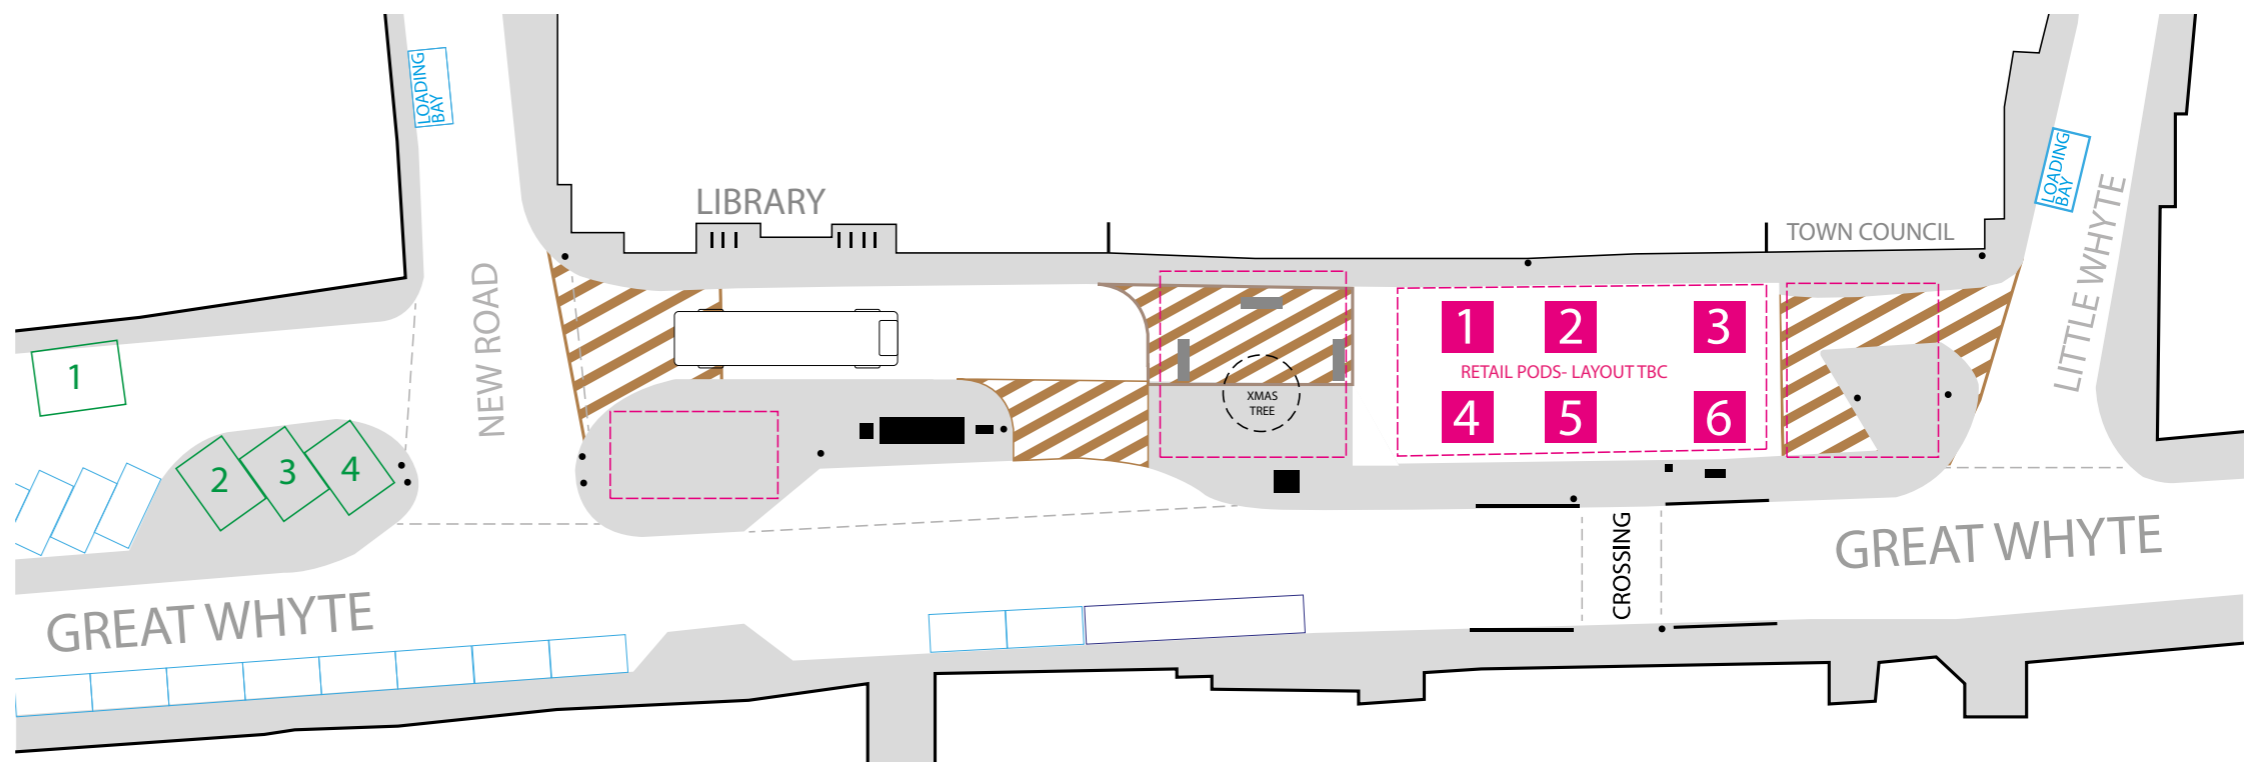 LOADING
BAY
LOADING
BAY
LIBRARY
TOWN COUNCIL
NEW ROAD
LITTLE WHYTE
1
2
3
4
1
2
3
RETAIL PODS- LAYOUT TBC
4
5
6
XMAS
TREE
CROSSING
GREAT WHYTE
GREAT WHYTE